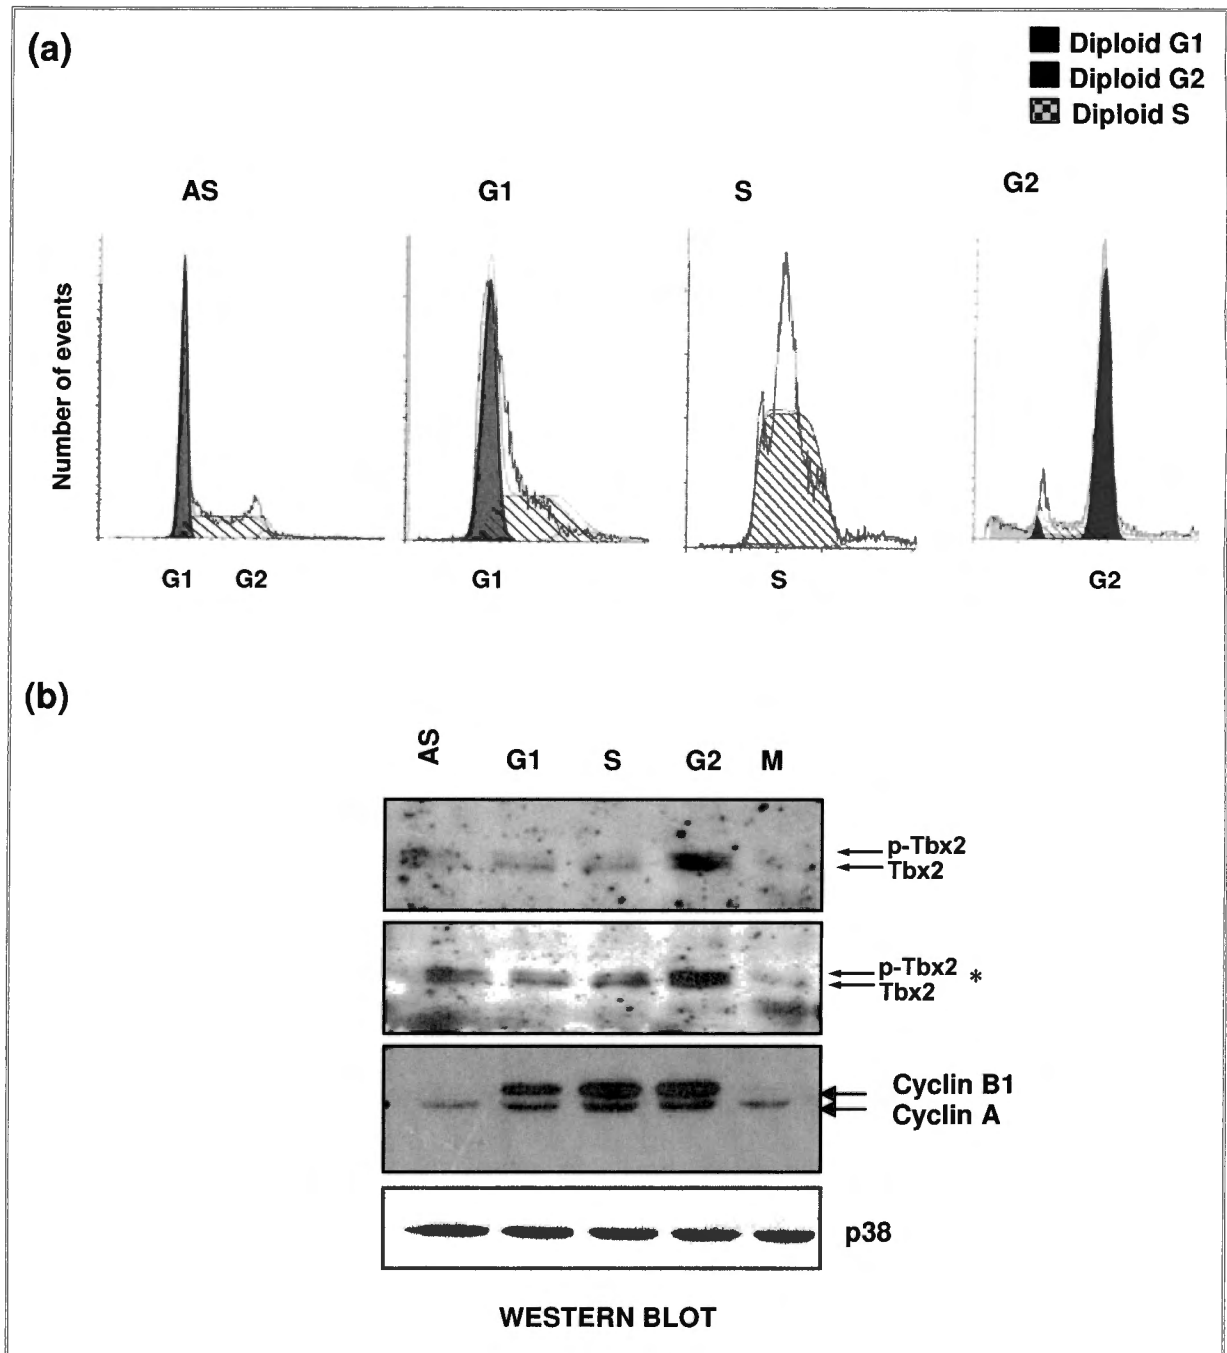 (a)
Diploid G1
Diploid G2
Diploid S
AS G1 S G2
Number of events
G1 G2 G1 S G2
(b)
AS G1 S G2 M
p-Tbx2
Tbx2
p-Tbx2 *
Tbx2
Cyclin B1
Cyclin A
p38
WESTERN BLOT